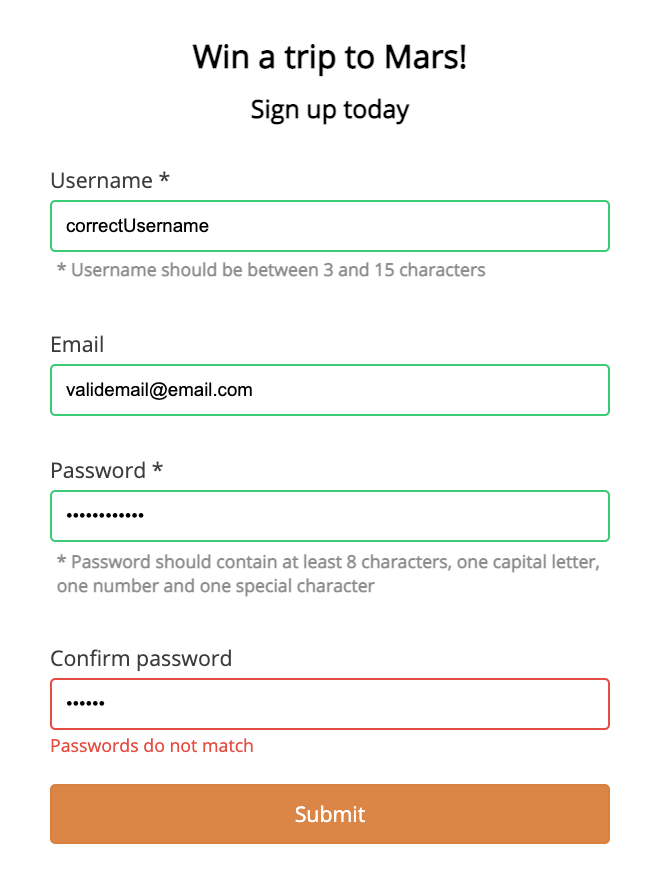 Win a trip to Mars!
Sign up today
Username *
correctUsername
* Username should be between 3 and 15 characters
Email
validemail@email.com
Password *
••••••••••••
* Password should contain at least 8 characters, one capital letter,
one number and one special character
Confirm password
••••••
Passwords do not match
Submit